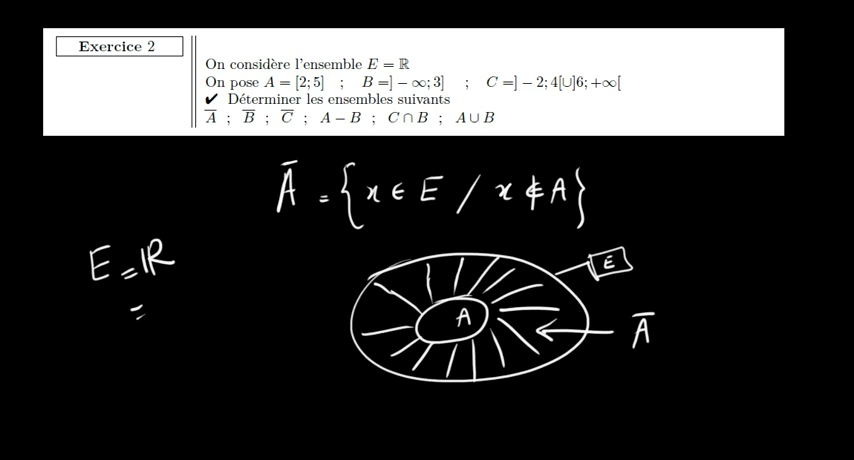 Exercice 2
On considère l'ensemble E = ℝ
On pose A = [2; 5] ; B =] − ∞; 3] ; C =] − 2; 4[∪]6; +∞[
✔ Déterminer les ensembles suivants
A̅ ; B̅ ; C̅ ; A − B ; C ∩ B ; A ∪ B
A̅ = {x ∈ E / x ∉ A}
E = ℝ
=
E
A
A̅